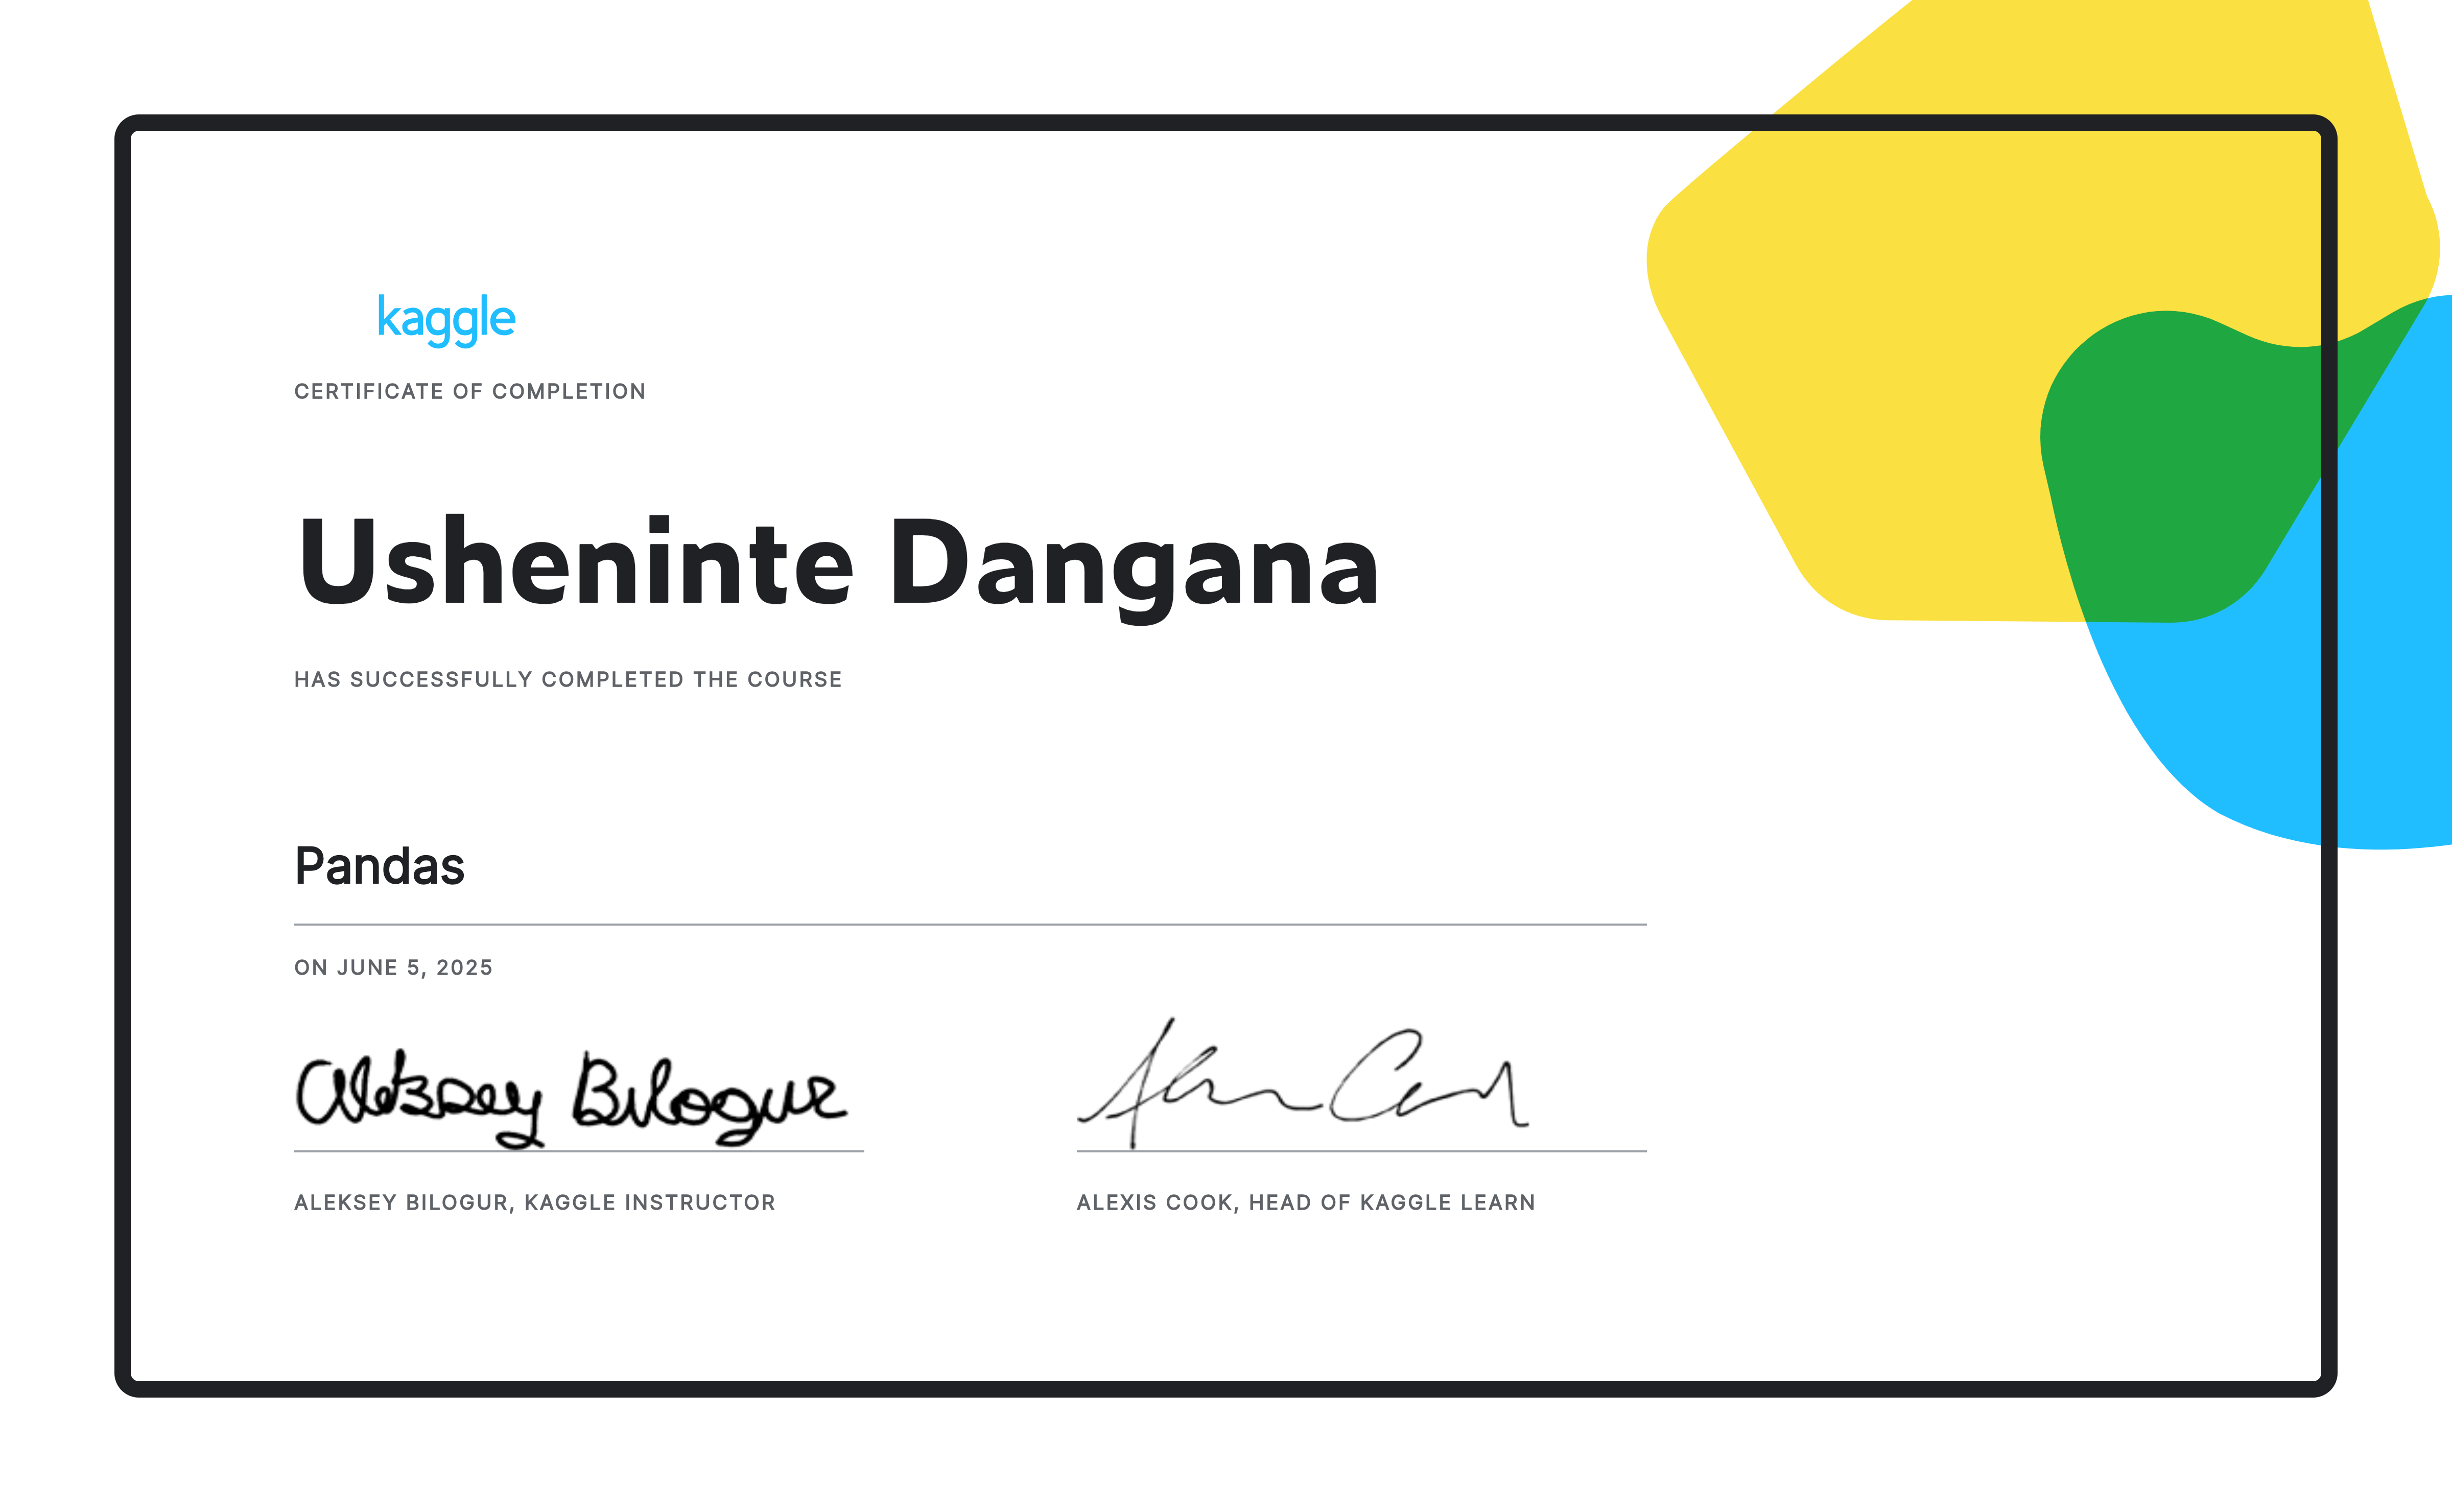 kaggle
CERTIFICATE OF COMPLETION
Usheninte Dangana
HAS SUCCESSFULLY COMPLETED THE COURSE
Pandas
ON JUNE 5, 2025
Aleksey Bilogur
ALEKSEY BILOGUR, KAGGLE INSTRUCTOR
ALEXIS COOK, HEAD OF KAGGLE LEARN